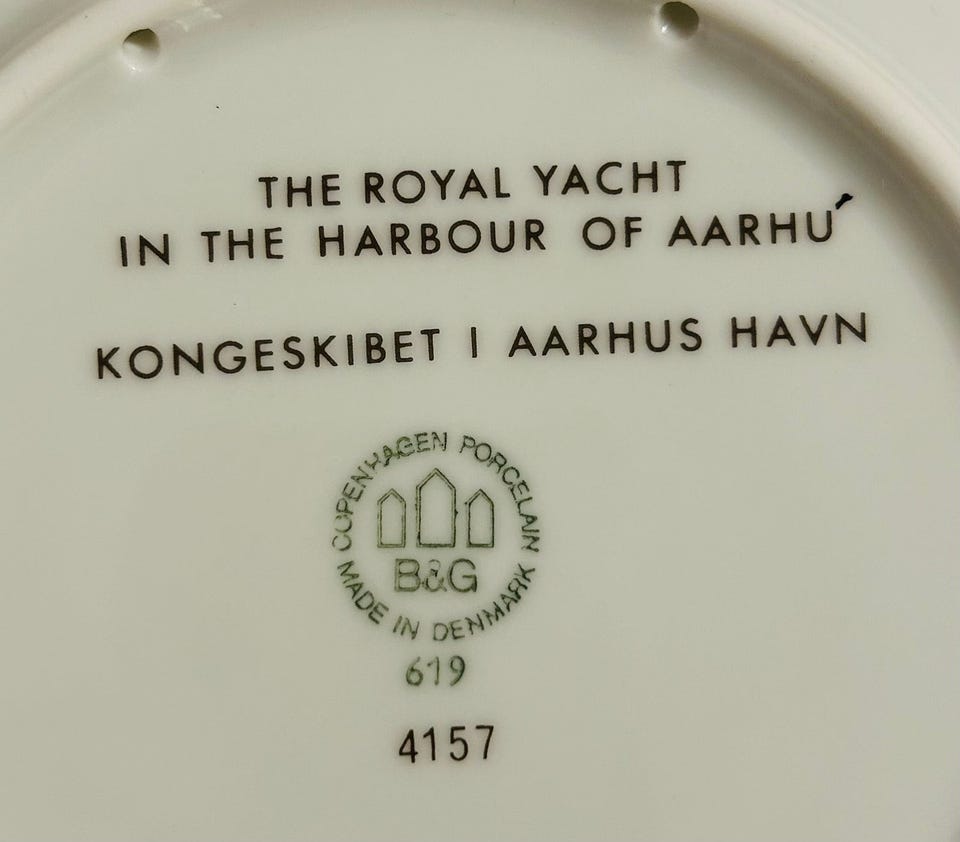 THE ROYAL YACHT
IN THE HARBOUR OF AARHU
KONGESKIBET I AARHUS HAVN
COPENHAGEN PORCELAIN
B&G
MADE IN DENMARK
619
4157